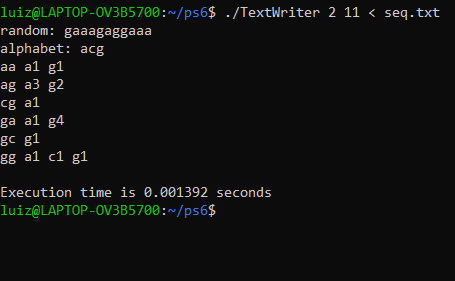 luiz@LAPTOP-OV3B5700:~/ps6$ ./TextWriter 2 11 < seq.txt
random: gaaagaggaaa
alphabet: acg
aa a1 g1
ag a3 g2
cg a1
ga a1 g4
gc g1
gg a1 c1 g1
Execution time is 0.001392 seconds
luiz@LAPTOP-OV3B5700:~/ps6$